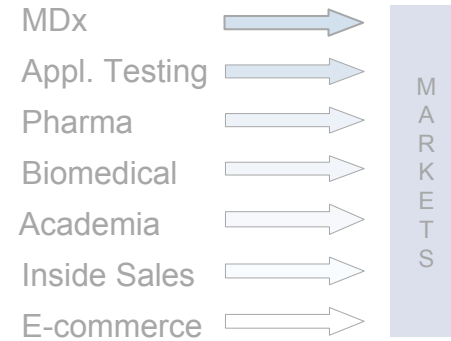 MDx
Appl. Testing
Pharma
Biomedical
Academia
Inside Sales
E-commerce
MARKETS